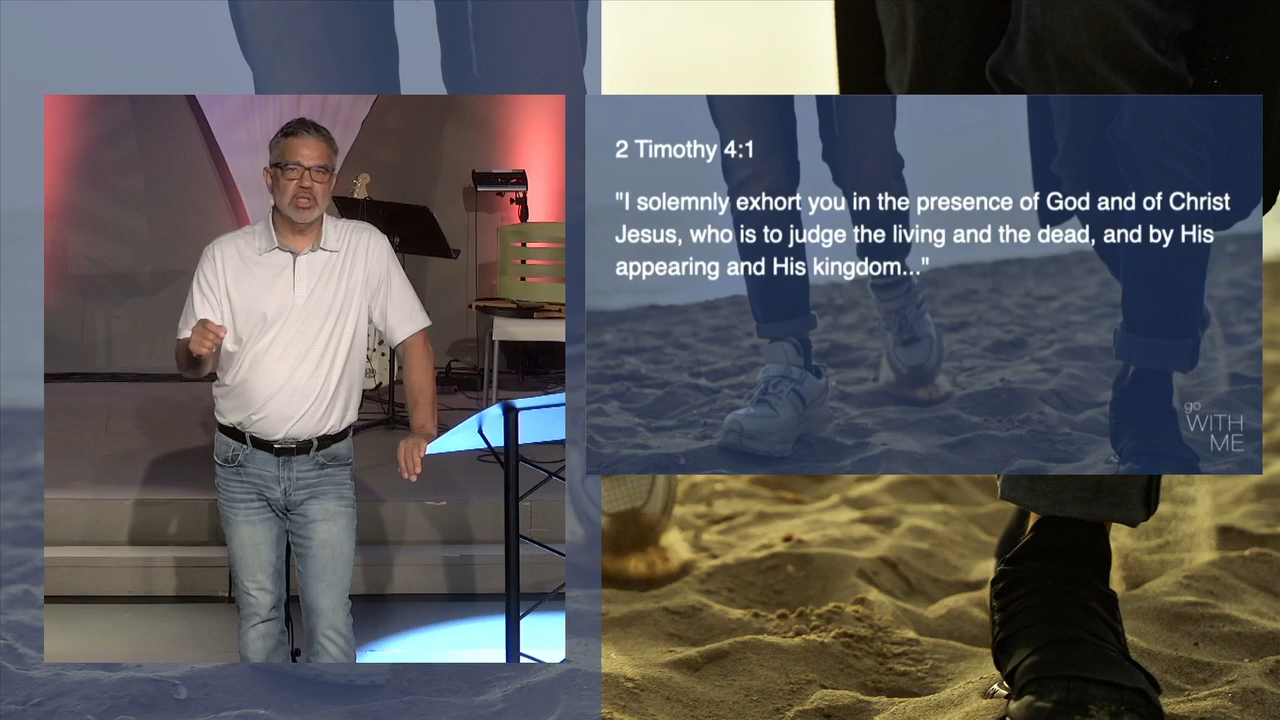 2 Timothy 4:1
"I solemnly exhort you in the presence of God and of Christ
Jesus, who is to judge the living and the dead, and by His
appearing and His kingdom..."
go
WITH
ME